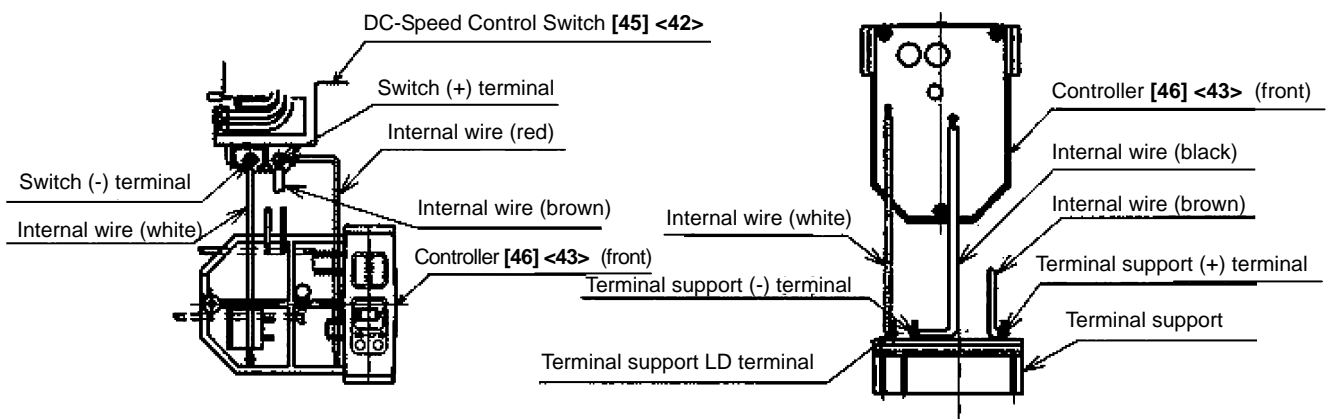 DC-Speed Control Switch [45] <42>
Switch (+) terminal
Internal wire (red)
Switch (-) terminal
Internal wire (brown)
Internal wire (white)
Controller [46] <43> (front)
Controller [46] <43> (front)
Internal wire (black)
Internal wire (brown)
Internal wire (white)
Terminal support (+) terminal
Terminal support (-) terminal
Terminal support
Terminal support LD terminal